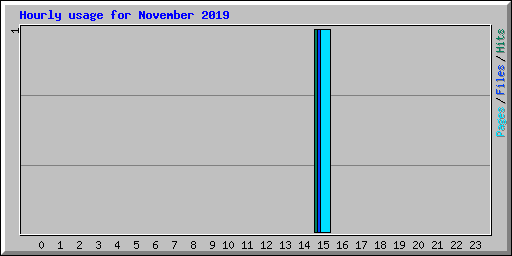 Hourly usage for November 2019
1
Pages/Files/Hits
0 1 2 3 4 5 6 7 8 9 10 11 12 13 14 15 16 17 18 19 20 21 22 23